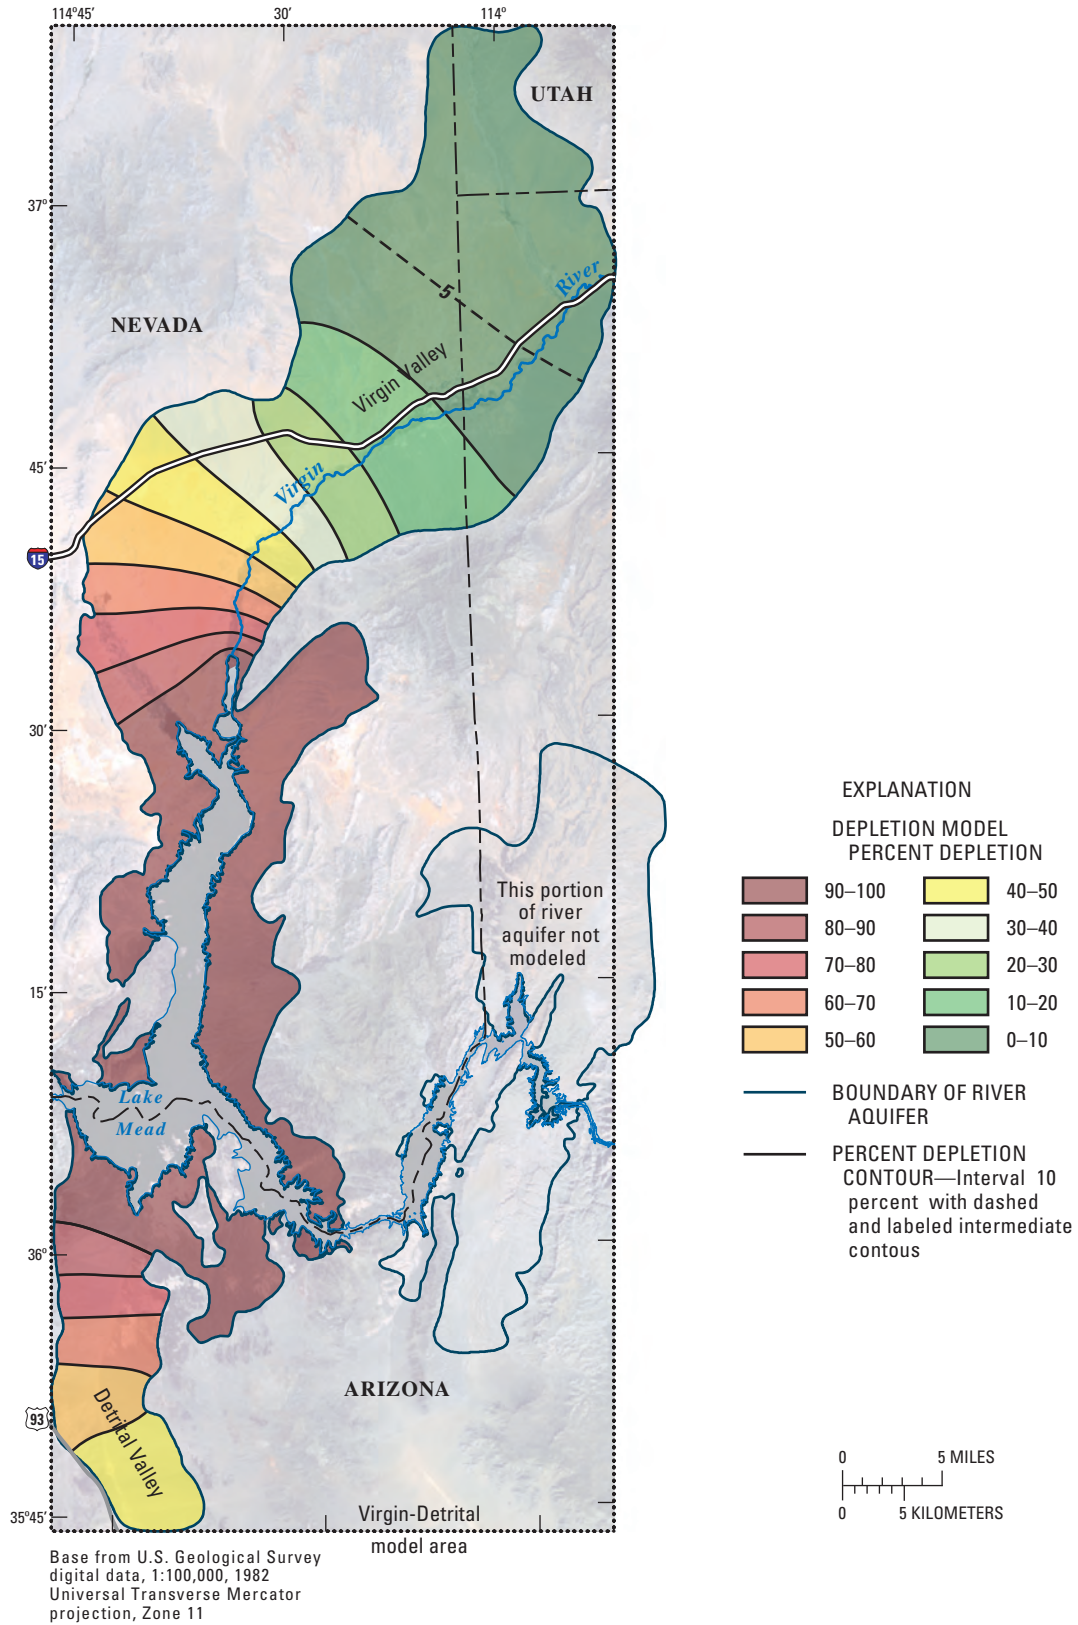 114°45'
30'
114°
UTAH
37°
River
5
NEVADA
Virgin Valley
45'
Virgin
15
30'
This portion
of river
aquifer not
modeled
15'
Lake
Mead
36°
ARIZONA
Detrital Valley
93
35°45'
Virgin-Detrital
model area
Base from U.S. Geological Survey
digital data, 1:100,000, 1982
Universal Transverse Mercator
projection, Zone 11
EXPLANATION
DEPLETION MODEL
PERCENT DEPLETION
90–100
80–90
70–80
60–70
50–60
40–50
30–40
20–30
10–20
0–10
BOUNDARY OF RIVER
AQUIFER
PERCENT DEPLETION
CONTOUR—Interval 10
percent with dashed
and labeled intermediate
contous
0 5 MILES
0 5 KILOMETERS